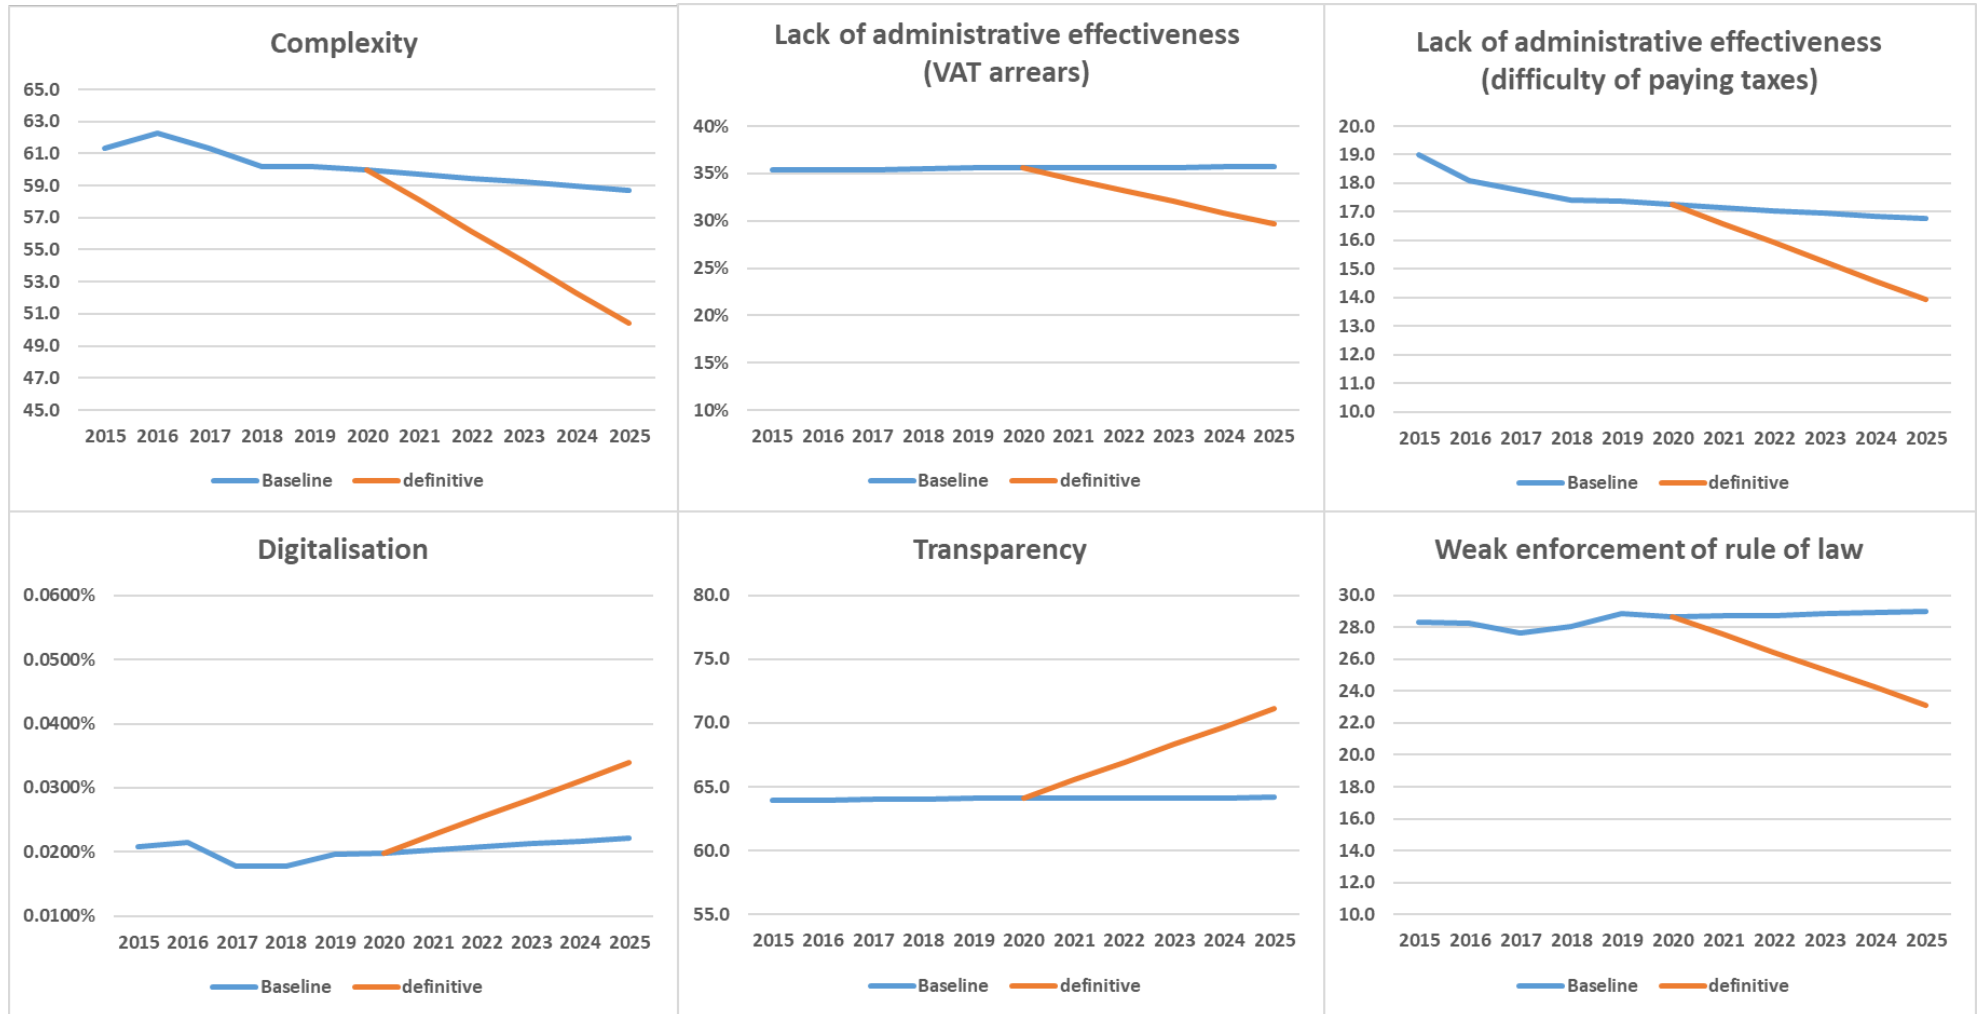 Complexity
65.0
63.0
61.0
59.0
57.0
55.0
53.0
51.0
49.0
47.0
45.0
2015 2016 2017 2018 2019 2020 2021 2022 2023 2024 2025
Baseline definitive
Lack of administrative effectiveness
(VAT arrears)
40%
35%
30%
25%
20%
15%
10%
2015 2016 2017 2018 2019 2020 2021 2022 2023 2024 2025
Baseline definitive
Lack of administrative effectiveness
(difficulty of paying taxes)
20.0
19.0
18.0
17.0
16.0
15.0
14.0
13.0
12.0
11.0
10.0
2015 2016 2017 2018 2019 2020 2021 2022 2023 2024 2025
Baseline definitive
Digitalisation
0.0600%
0.0500%
0.0400%
0.0300%
0.0200%
0.0100%
2015 2016 2017 2018 2019 2020 2021 2022 2023 2024 2025
Baseline definitive
Transparency
80.0
75.0
70.0
65.0
60.0
55.0
2015 2016 2017 2018 2019 2020 2021 2022 2023 2024 2025
Baseline definitive
Weak enforcement of rule of law
30.0
28.0
26.0
24.0
22.0
20.0
18.0
16.0
14.0
12.0
10.0
2015 2016 2017 2018 2019 2020 2021 2022 2023 2024 2025
Baseline definitive